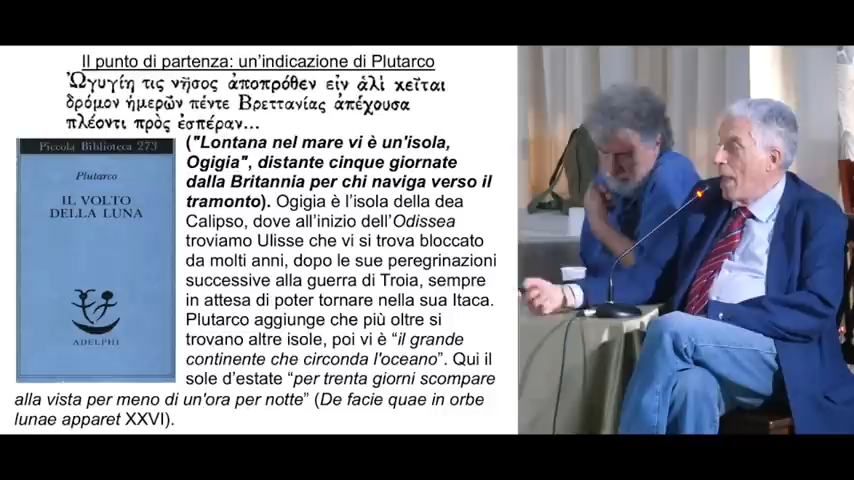 Il punto di partenza: un'indicazione di Plutarco
Ὠγυγίη τις νῆσος ἀποπρόθεν εἰν ἁλὶ κεῖται
δρόμον ἡμερῶν πέντε Βρεττανίας ἀπέχουσα
πλέοντι πρὸς ἑσπέραν...
Piccola Biblioteca 273
Plutarco
IL VOLTO
DELLA LUNA
ADELPHI
("Lontana nel mare vi è un'isola,
Ogigia", distante cinque giornate
dalla Britannia per chi naviga verso il
tramonto). Ogigia è l'isola della dea
Calipso, dove all'inizio dell'Odissea
troviamo Ulisse che vi si trova bloccato
da molti anni, dopo le sue peregrinazioni
successive alla guerra di Troia, sempre
in attesa di poter tornare nella sua Itaca.
Plutarco aggiunge che più oltre si
trovano altre isole, poi vi è "il grande
continente che circonda l'oceano". Qui il
sole d'estate "per trenta giorni scompare
alla vista per meno di un'ora per notte" (De facie quae in orbe
lunae apparet XXVI).